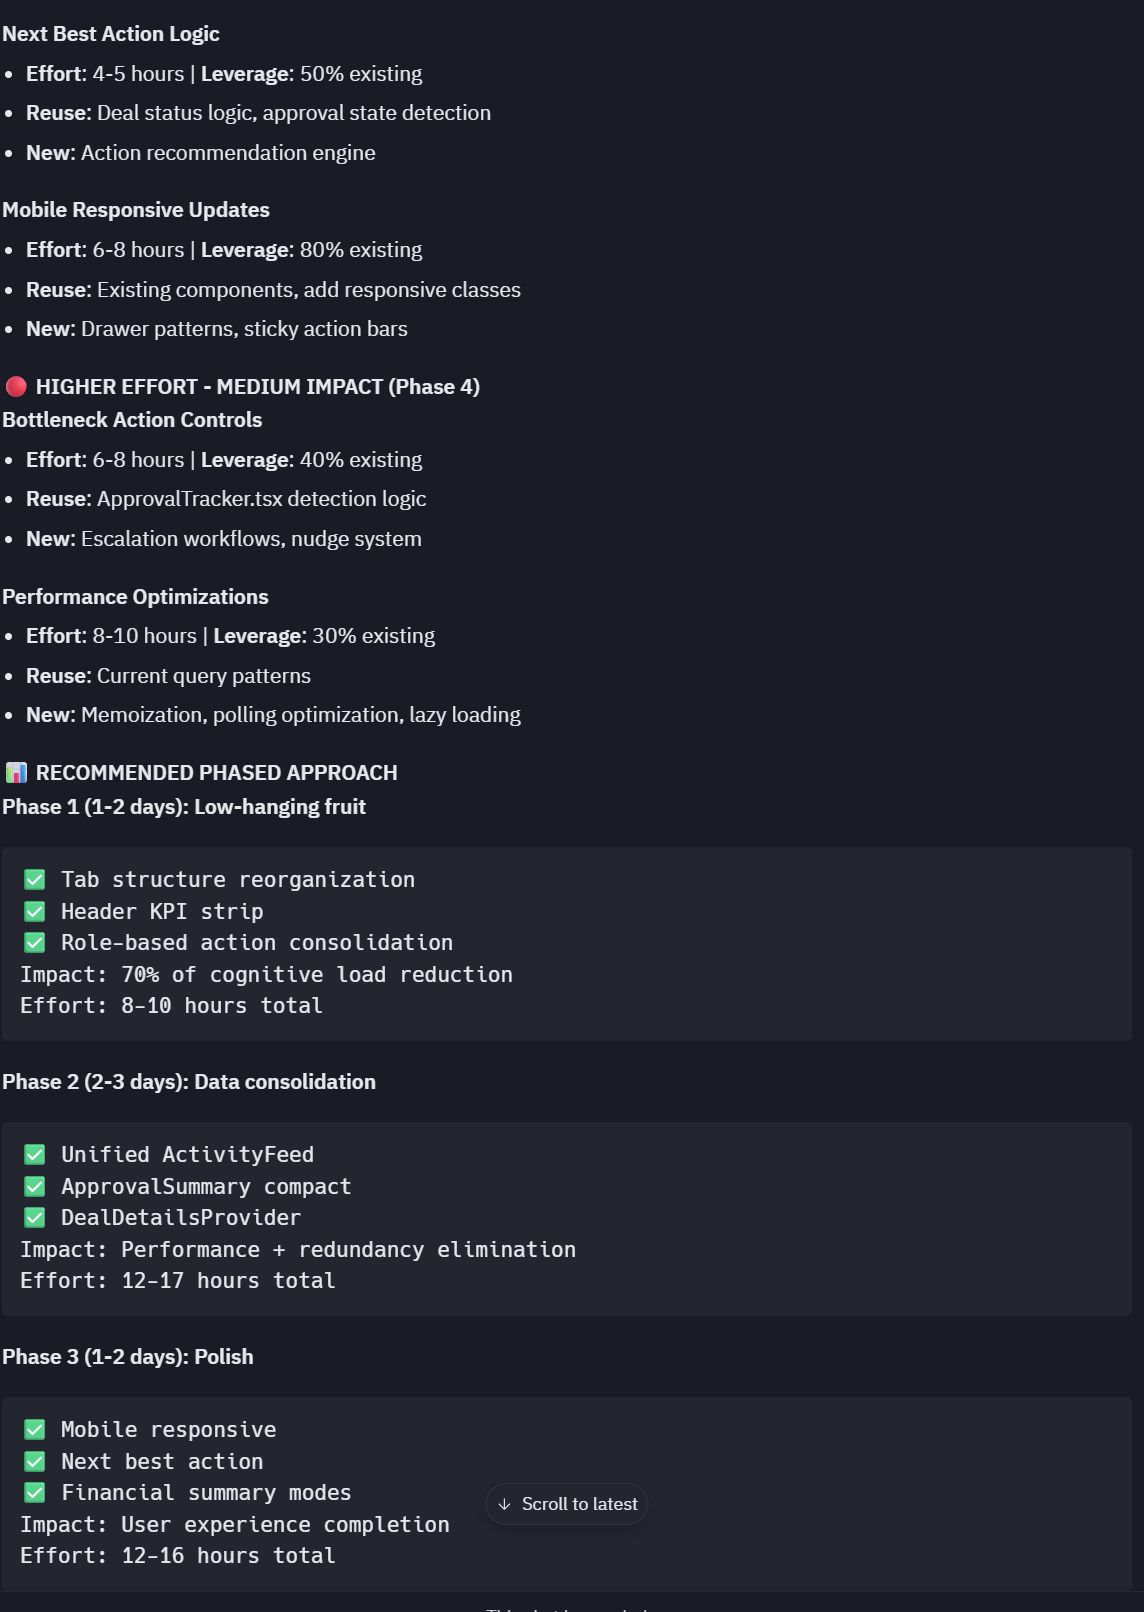 Next Best Action Logic
• Effort: 4-5 hours | Leverage: 50% existing
• Reuse: Deal status logic, approval state detection
• New: Action recommendation engine
Mobile Responsive Updates
• Effort: 6-8 hours | Leverage: 80% existing
• Reuse: Existing components, add responsive classes
• New: Drawer patterns, sticky action bars
🔴 HIGHER EFFORT - MEDIUM IMPACT (Phase 4)
Bottleneck Action Controls
• Effort: 6-8 hours | Leverage: 40% existing
• Reuse: ApprovalTracker.tsx detection logic
• New: Escalation workflows, nudge system
Performance Optimizations
• Effort: 8-10 hours | Leverage: 30% existing
• Reuse: Current query patterns
• New: Memoization, polling optimization, lazy loading
📊 RECOMMENDED PHASED APPROACH
Phase 1 (1-2 days): Low-hanging fruit
✅ Tab structure reorganization
✅ Header KPI strip
✅ Role-based action consolidation
Impact: 70% of cognitive load reduction
Effort: 8-10 hours total
Phase 2 (2-3 days): Data consolidation
✅ Unified ActivityFeed
✅ ApprovalSummary compact
✅ DealDetailsProvider
Impact: Performance + redundancy elimination
Effort: 12-17 hours total
Phase 3 (1-2 days): Polish
✅ Mobile responsive
✅ Next best action
✅ Financial summary modes
↓ Scroll to latest
Impact: User experience completion
Effort: 12-16 hours total